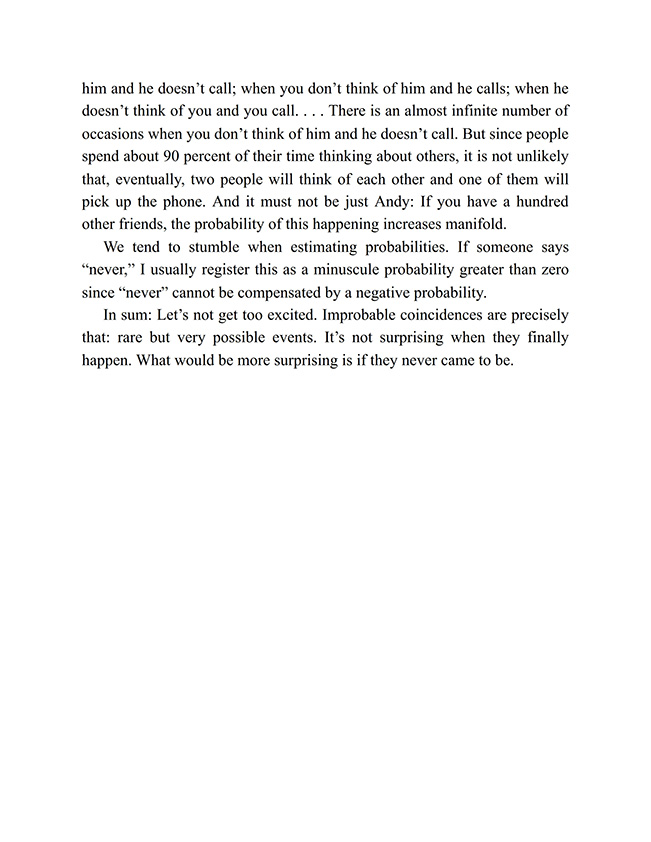 him and he doesn’t call; when you don’t think of him and he calls; when he
doesn’t think of you and you call. . . . There is an almost infinite number of
occasions when you don’t think of him and he doesn’t call. But since people
spend about 90 percent of their time thinking about others, it is not unlikely
that, eventually, two people will think of each other and one of them will
pick up the phone. And it must not be just Andy: If you have a hundred
other friends, the probability of this happening increases manifold.
We tend to stumble when estimating probabilities. If someone says
“never,” I usually register this as a minuscule probability greater than zero
since “never” cannot be compensated by a negative probability.
In sum: Let’s not get too excited. Improbable coincidences are precisely
that: rare but very possible events. It’s not surprising when they finally
happen. What would be more surprising is if they never came to be.